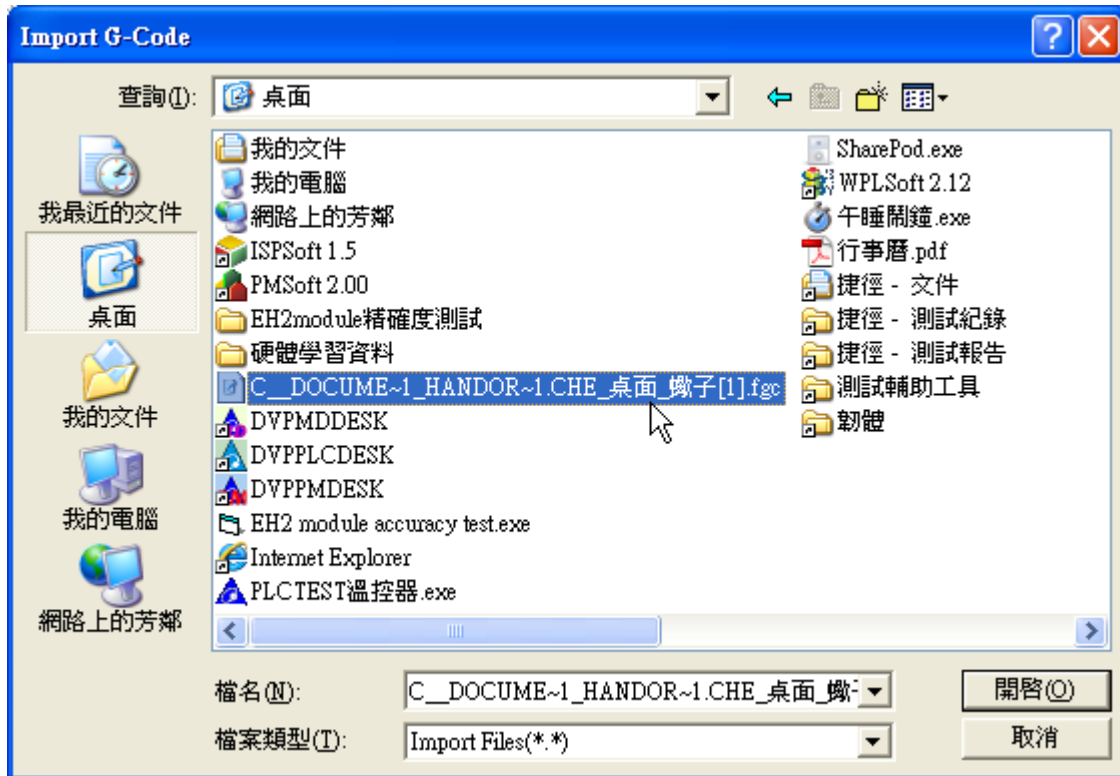 Import G-Code
查詢(I):
桌面
我最近的文件
桌面
我的文件
我的電腦
網路上的芳鄰
我的文件
我的電腦
網路上的芳鄰
ISPSoft 1.5
PMSoft 2.00
EH2module精確度測試
硬體學習資料
C__DOCUME~1_HANDOR~1.CHE_桌面_蠍子[1].fgc
DVPMDDESK
DVPPLCDESK
DVPPMDESK
EH2 module accuracy test.exe
Internet Explorer
PLCTEST溫控器.exe
SharePod.exe
WPLSoft 2.12
午睡鬧鐘.exe
行事曆.pdf
捷徑 - 文件
捷徑 - 測試紀錄
捷徑 - 測試報告
測試輔助工具
韌體
檔名(N):
C__DOCUME~1_HANDOR~1.CHE_桌面_蠍
開啓(O)
檔案類型(T):
Import Files(*.*)
取消